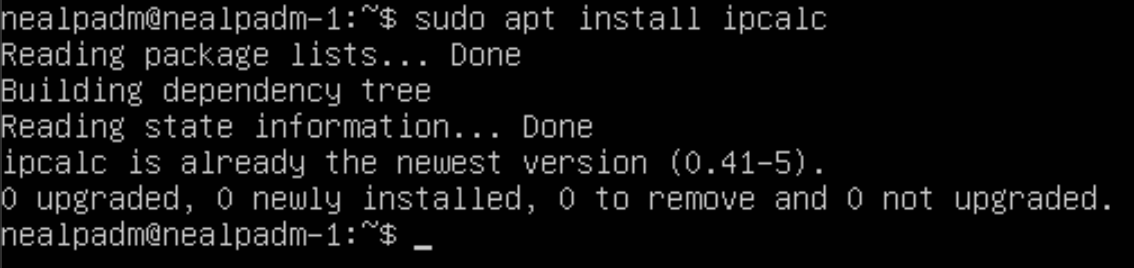 nealpadm@nealpadm-1:~$ sudo apt install ipcalc
Reading package lists... Done
Building dependency tree
Reading state information... Done
ipcalc is already the newest version (0.41-5).
0 upgraded, 0 newly installed, 0 to remove and 0 not upgraded.
nealpadm@nealpadm-1:~$ _